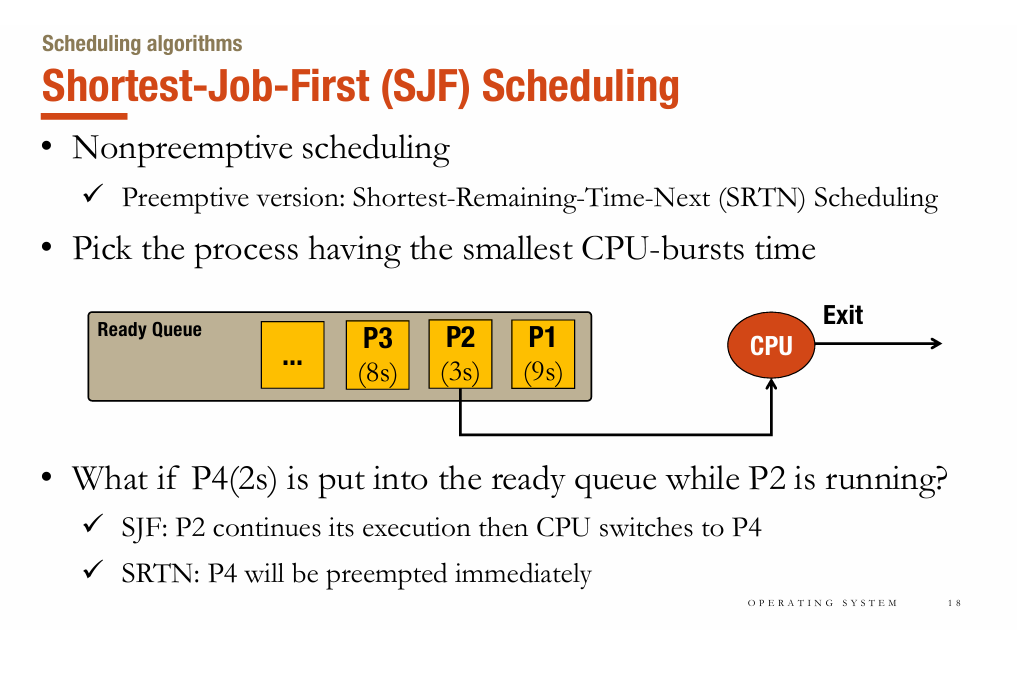 Scheduling algorithms
Shortest-Job-First (SJF) Scheduling
• Nonpreemptive scheduling
✓ Preemptive version: Shortest-Remaining-Time-Next (SRTN) Scheduling
• Pick the process having the smallest CPU-bursts time
Ready Queue
...
P3
(8s)
P2
(3s)
P1
(9s)
CPU
Exit
• What if P4(2s) is put into the ready queue while P2 is running?
✓ SJF: P2 continues its execution then CPU switches to P4
✓ SRTN: P4 will be preempted immediately
OPERATING SYSTEM 18